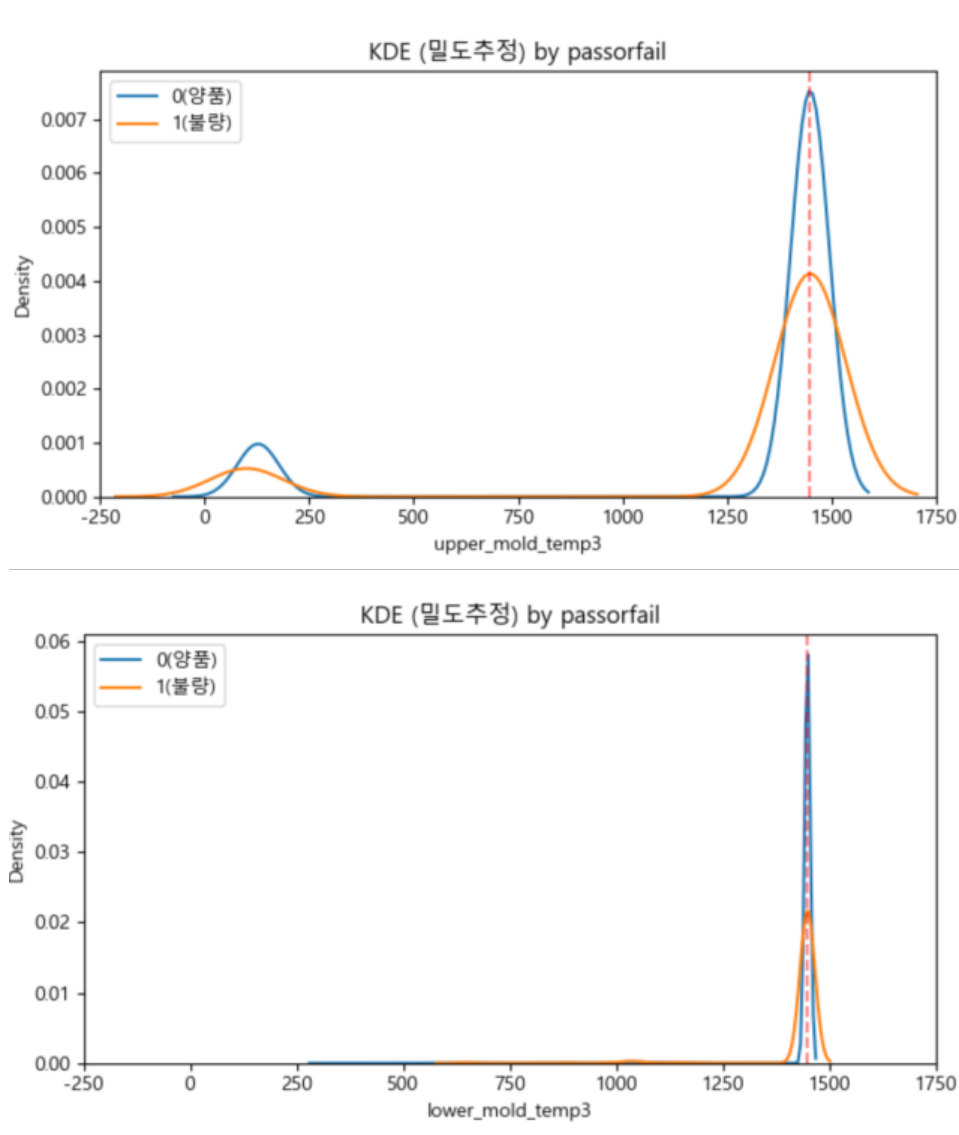 KDE (밀도추정) by passorfail
0(양품)
1(불량)
0.007
0.006
0.005
0.004
0.003
0.002
0.001
0.000
Density
-250 0 250 500 750 1000 1250 1500 1750
upper_mold_temp3
KDE (밀도추정) by passorfail
0(양품)
1(불량)
0.06
0.05
0.04
0.03
0.02
0.01
0.00
Density
-250 0 250 500 750 1000 1250 1500 1750
lower_mold_temp3